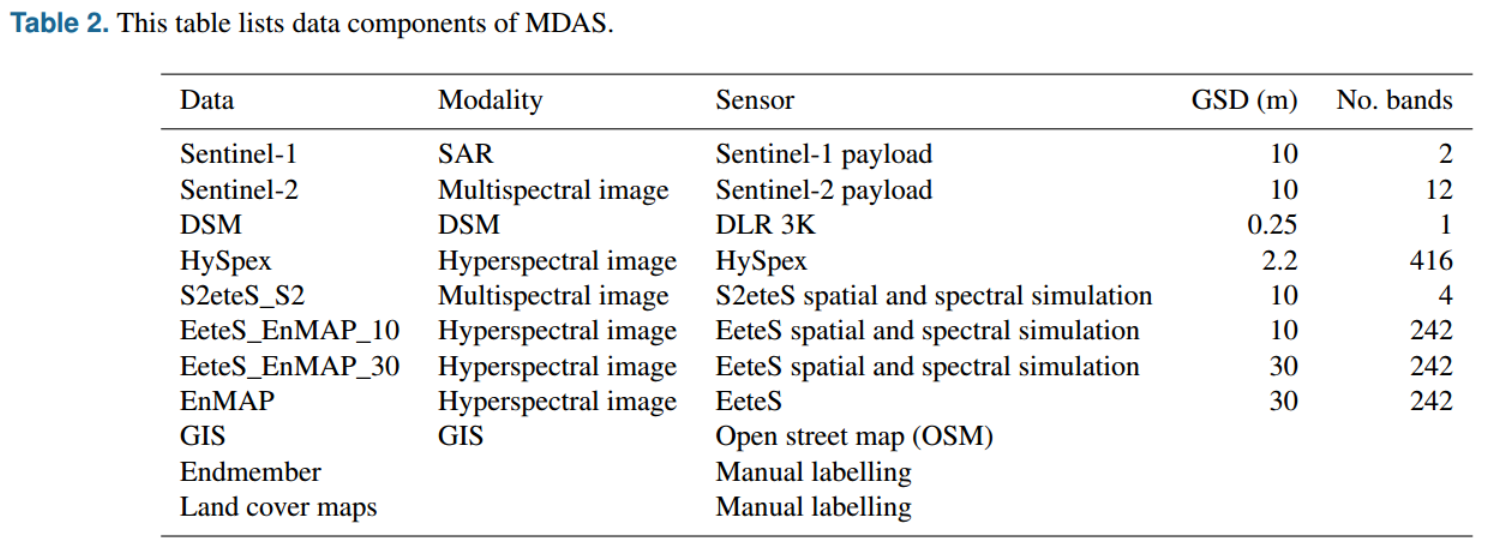 Table 2. This table lists data components of MDAS.
Data Modality Sensor GSD (m) No. bands
Sentinel-1 SAR Sentinel-1 payload 10 2
Sentinel-2 Multispectral image Sentinel-2 payload 10 12
DSM DSM DLR 3K 0.25 1
HySpex Hyperspectral image HySpex 2.2 416
S2eteS_S2 Multispectral image S2eteS spatial and spectral simulation 10 4
EeteS_EnMAP_10 Hyperspectral image EeteS spatial and spectral simulation 10 242
EeteS_EnMAP_30 Hyperspectral image EeteS spatial and spectral simulation 30 242
EnMAP Hyperspectral image EeteS 30 242
GIS GIS Open street map (OSM)
Endmember Manual labelling
Land cover maps Manual labelling